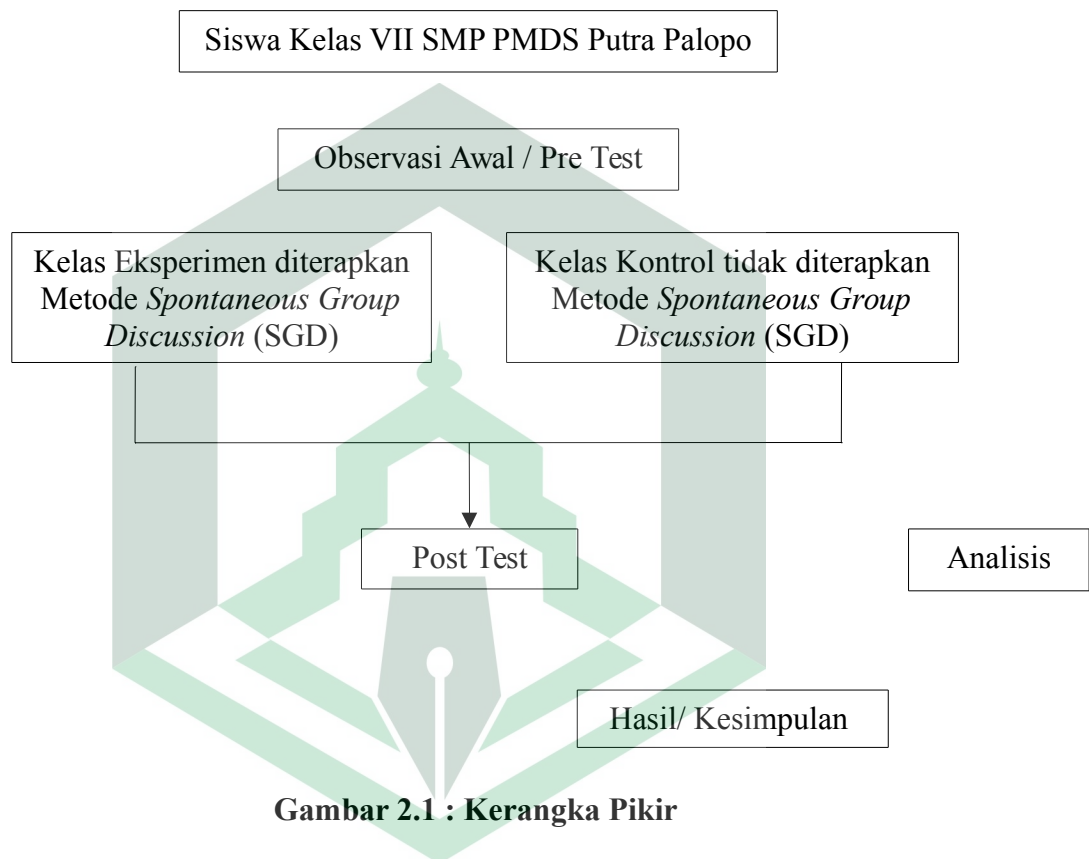 Siswa Kelas VII SMP PMDS Putra Palopo
Observasi Awal / Pre Test
Kelas Eksperimen diterapkan
Metode Spontaneous Group
Discussion (SGD)
Kelas Kontrol tidak diterapkan
Metode Spontaneous Group
Discussion (SGD)
Post Test
Analisis
Hasil/ Kesimpulan
Gambar 2.1 : Kerangka Pikir